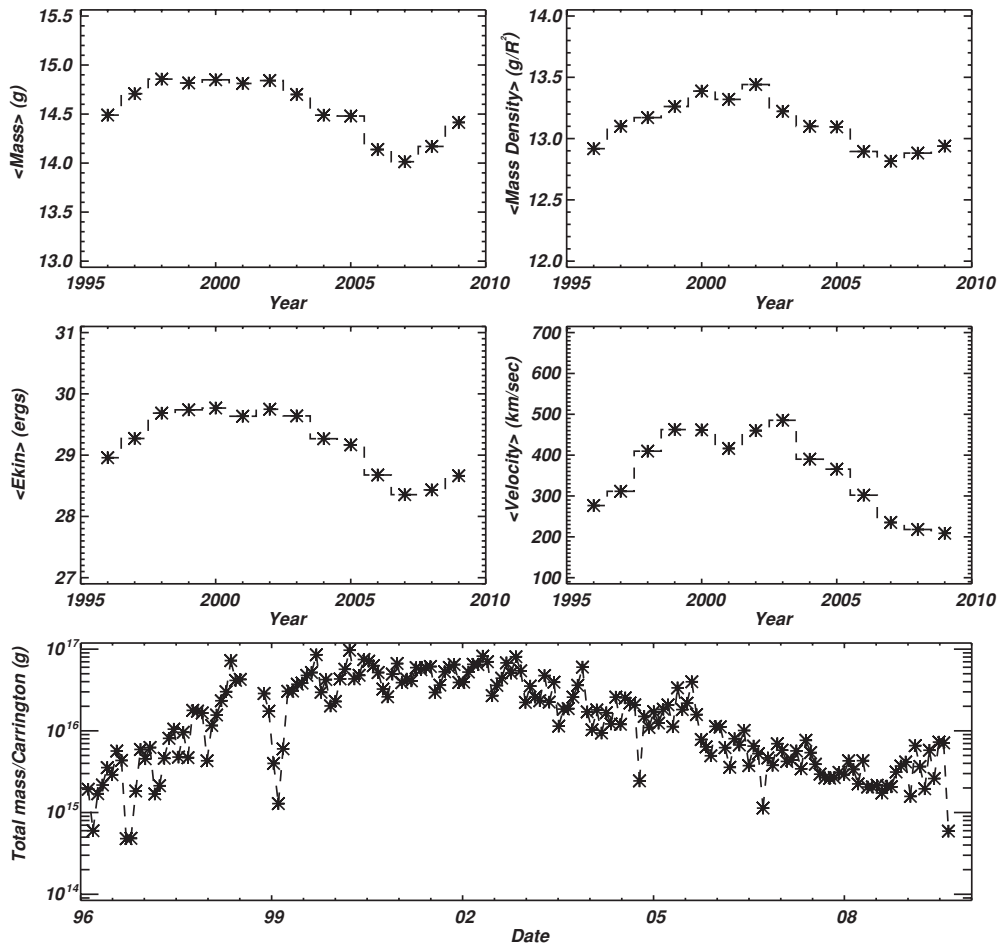 15.5
15.0
14.5
14.0
13.5
13.0
<Mass> (g)
1995 2000 2005 2010
Year
14.0
13.5
13.0
12.5
12.0
<Mass Density> (g/R²)
1995 2000 2005 2010
Year
31
30
29
28
27
<Ekin> (ergs)
1995 2000 2005 2010
Year
700
600
500
400
300
200
100
<Velocity> (km/sec)
1995 2000 2005 2010
Year
10¹⁷
10¹⁶
10¹⁵
10¹⁴
Total mass/Carrington (g)
96 99 02 05 08
Date